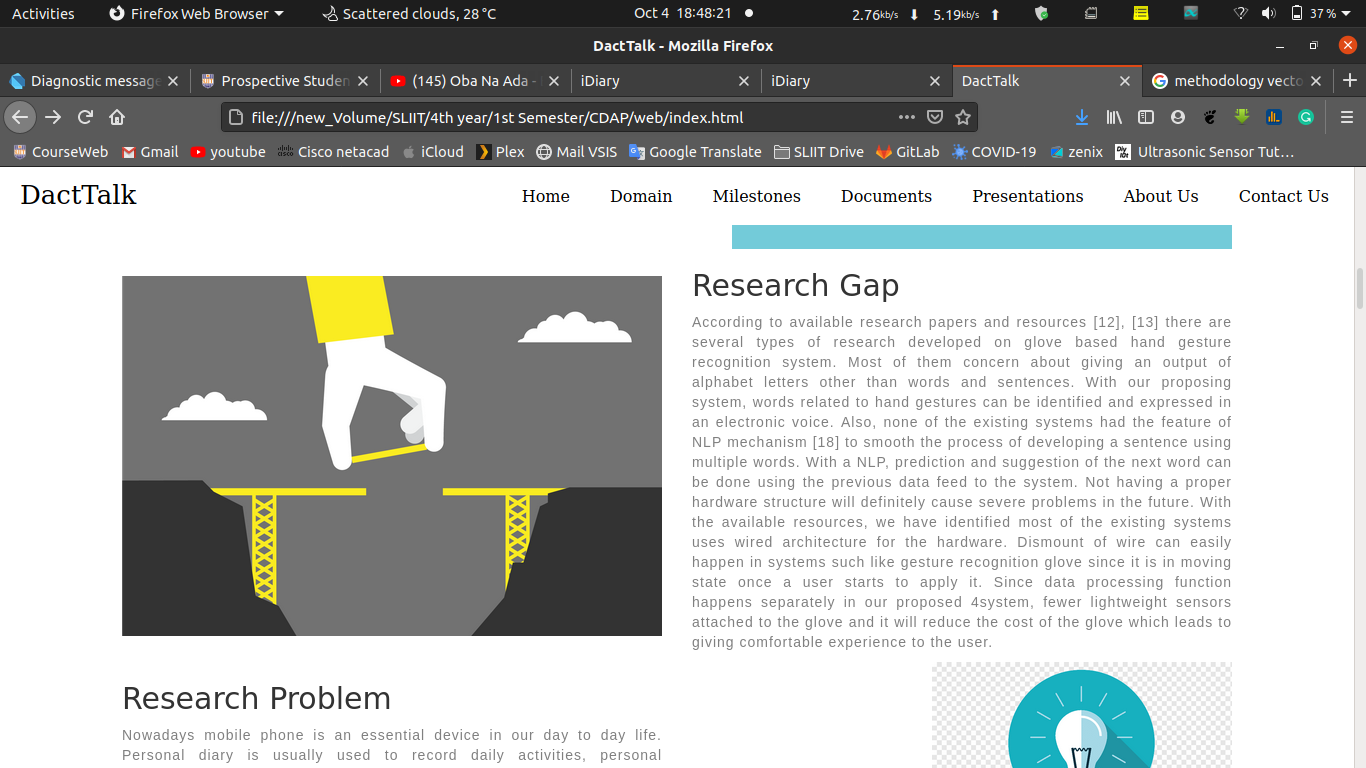 Activities
Firefox Web Browser
Scattered clouds, 28 °C
Oct 4 18:48:21
2.76kb/s
5.19kb/s
37 %
DactTalk - Mozilla Firefox
Diagnostic message
Prospective Studen
(145) Oba Na Ada -
iDiary
iDiary
DactTalk
methodology vecto
file:///new_Volume/SLIIT/4th year/1st Semester/CDAP/web/index.html
CourseWeb
Gmail
youtube
Cisco netacad
iCloud
Plex
Mail VSIS
Google Translate
SLIIT Drive
GitLab
COVID-19
zenix
Ultrasonic Sensor Tut…
DactTalk
Home
Domain
Milestones
Documents
Presentations
About Us
Contact Us
Research Gap
According to available research papers and resources [12], [13] there are
several types of research developed on glove based hand gesture
recognition system. Most of them concern about giving an output of
alphabet letters other than words and sentences. With our proposing
system, words related to hand gestures can be identified and expressed in
an electronic voice. Also, none of the existing systems had the feature of
NLP mechanism [18] to smooth the process of developing a sentence using
multiple words. With a NLP, prediction and suggestion of the next word can
be done using the previous data feed to the system. Not having a proper
hardware structure will definitely cause severe problems in the future. With
the available resources, we have identified most of the existing systems
uses wired architecture for the hardware. Dismount of wire can easily
happen in systems such like gesture recognition glove since it is in moving
state once a user starts to apply it. Since data processing function
happens separately in our proposed 4system, fewer lightweight sensors
attached to the glove and it will reduce the cost of the glove which leads to
giving comfortable experience to the user.
Research Problem
Nowadays mobile phone is an essential device in our day to day life.
Personal diary is usually used to record daily activities, personal